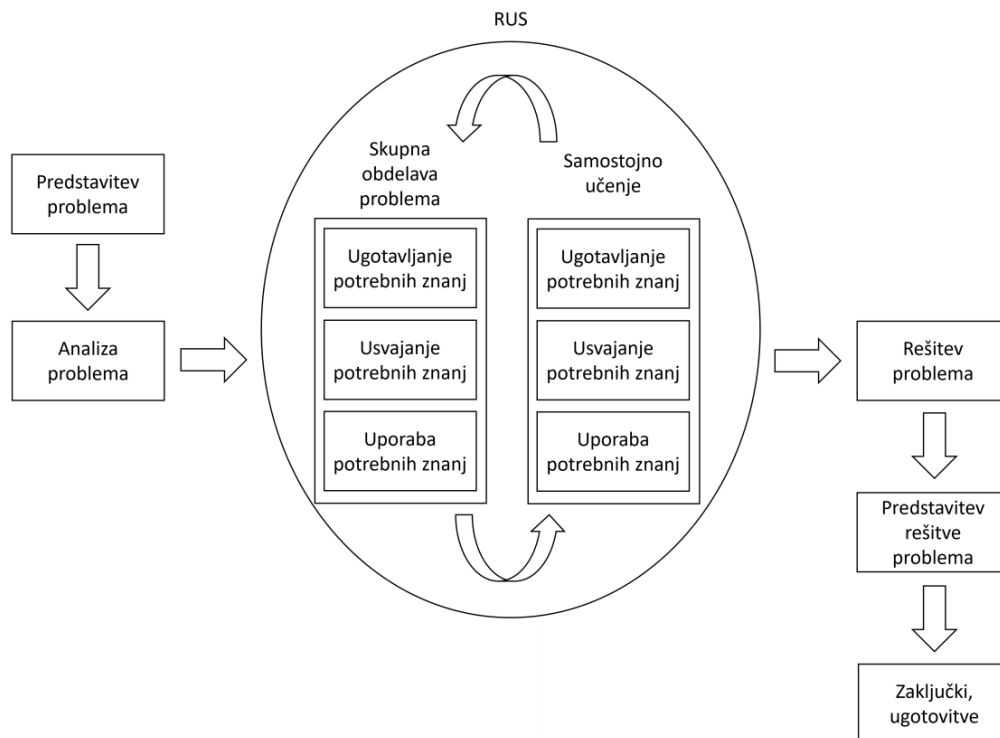 RUS
Predstavitev
problema
Analiza
problema
Skupna
obdelava
problema
Ugotavljanje
potrebnih znanj
Usvajanje
potrebnih znanj
Uporaba
potrebnih znanj
Samostojno
učenje
Ugotavljanje
potrebnih znanj
Usvajanje
potrebnih znanj
Uporaba
potrebnih znanj
Rešitev
problema
Predstavitev
rešitve
problema
Zaključki,
ugotovitve